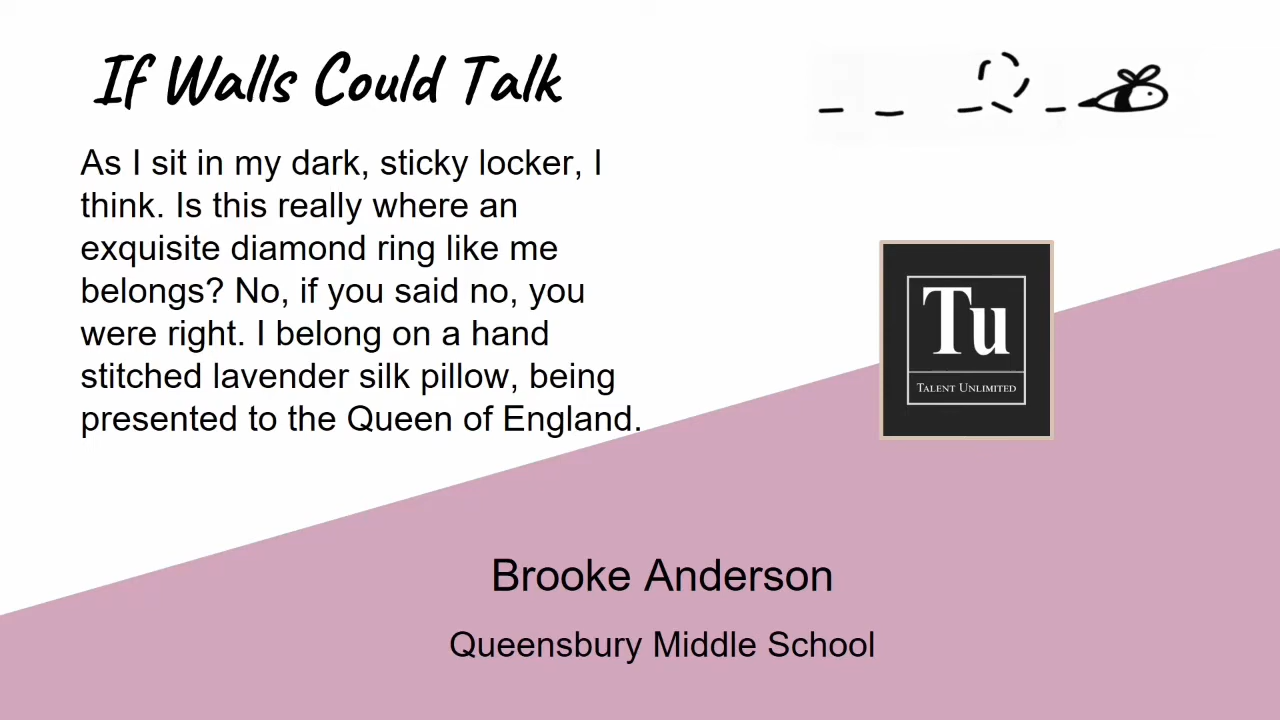 If Walls Could Talk
As I sit in my dark, sticky locker, I
think. Is this really where an
exquisite diamond ring like me
belongs? No, if you said no, you
were right. I belong on a hand
stitched lavender silk pillow, being
presented to the Queen of England.
Tu
TALENT UNLIMITED
Brooke Anderson
Queensbury Middle School